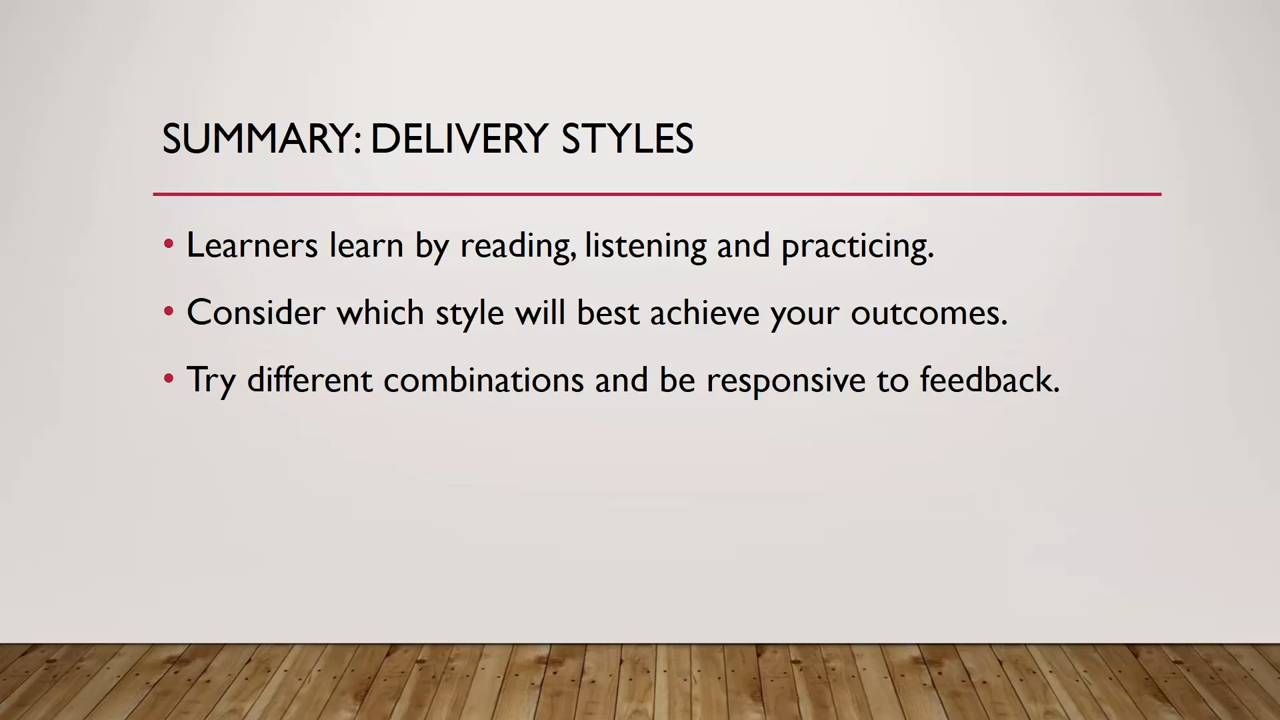 SUMMARY: DELIVERY STYLES
• Learners learn by reading, listening and practicing.
• Consider which style will best achieve your outcomes.
• Try different combinations and be responsive to feedback.